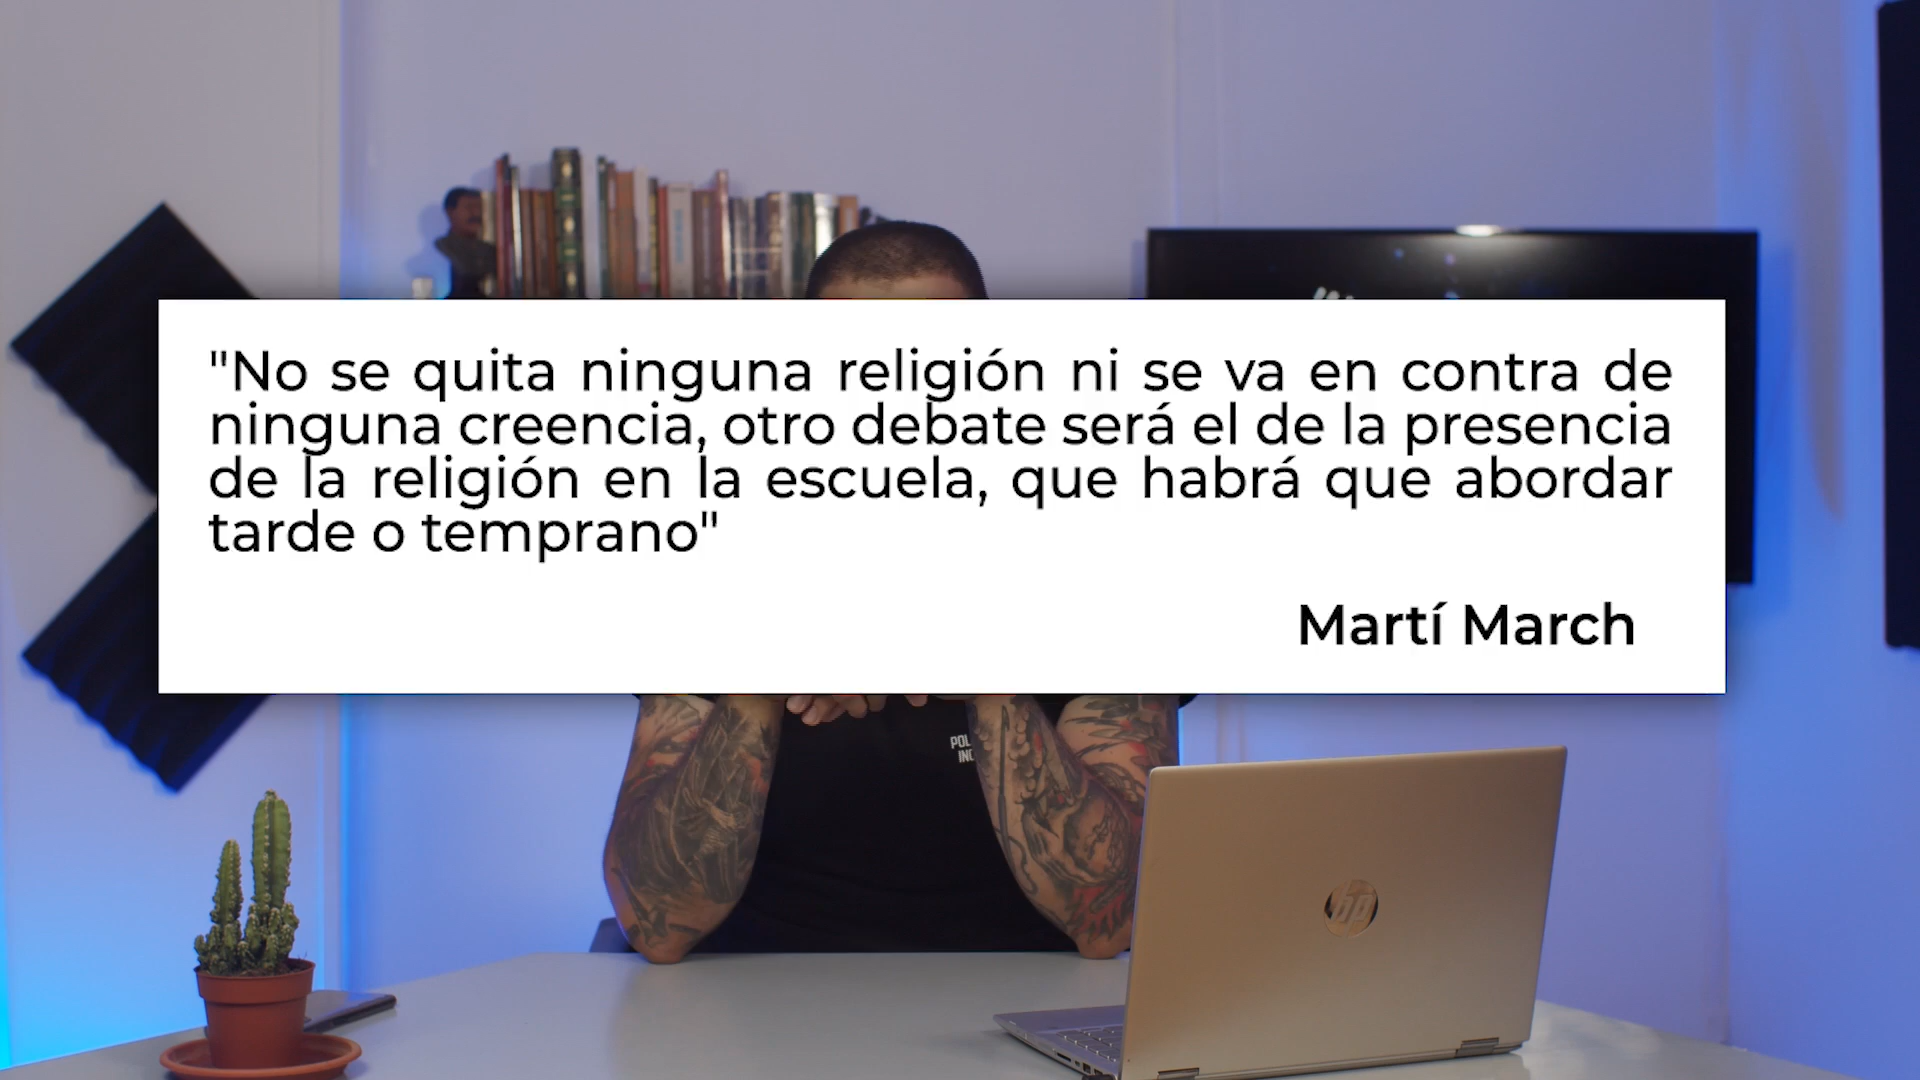 "No se quita ninguna religión ni se va en contra de
ninguna creencia, otro debate será el de la presencia
de la religión en la escuela, que habrá que abordar
tarde o temprano"
Martí March
hp